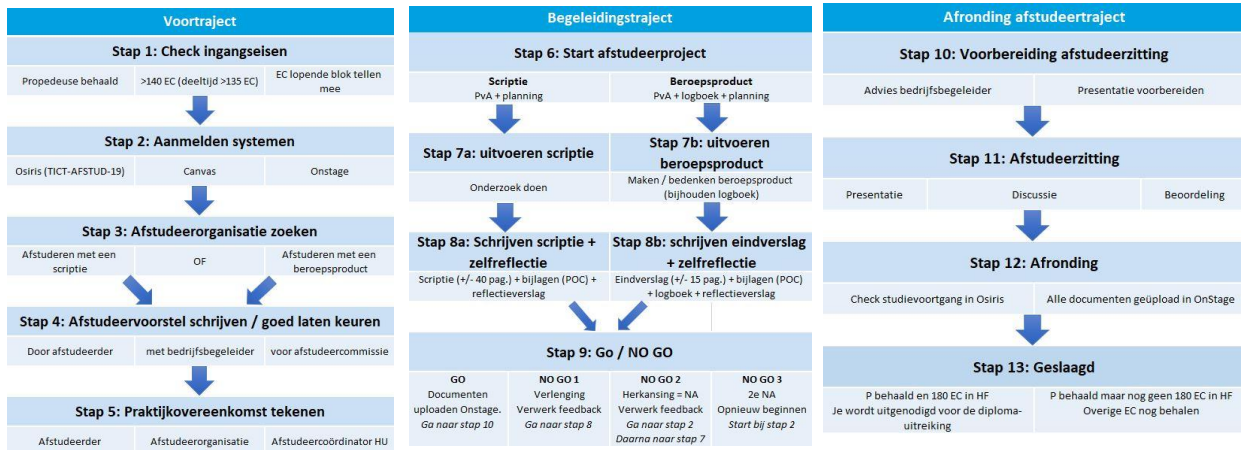 Voortraject
Stap 1: Check ingangseisen
Propedeuse behaald
>140 EC (deeltijd >135 EC)
EC lopende blok tellen
mee
Stap 2: Aanmelden systemen
Osiris (TICT-AFSTUD-19)
Canvas
Onstage
Stap 3: Afstudeerorganisatie zoeken
Afstuderen met een
scriptie
OF
Afstuderen met een
beroepsproduct
Stap 4: Afstudeervoorstel schrijven / goed laten keuren
Door afstudeerder
met bedrijfsbegeleider
voor afstudeercommissie
Stap 5: Praktijkovereenkomst tekenen
Afstudeerder
Afstudeerorganisatie
Afstudeercoördinator HU
Begeleidingstraject
Stap 6: Start afstudeerproject
Scriptie
PvA + planning
Beroepsproduct
PvA + logboek + planning
Stap 7a: uitvoeren scriptie
Stap 7b: uitvoeren
beroepsproduct
Onderzoek doen
Maken / bedenken beroepsproduct
(bijhouden logboek)
Stap 8a: Schrijven scriptie +
zelfreflectie
Stap 8b: schrijven eindverslag
+ zelfreflectie
Scriptie (+/- 40 pag.) + bijlagen (POC) +
reflectieverslag
Eindverslag (+/- 15 pag.) + bijlagen (POC)
+ logboek + reflectieverslag
Stap 9: Go / NO GO
GO
Documenten
uploaden Onstage.
Ga naar stap 10
NO GO 1
Verlenging
Verwerk feedback
Ga naar stap 8
NO GO 2
Herkansing = NA
Verwerk feedback
Ga naar stap 2
Daarna naar stap 7
NO GO 3
2e NA
Opnieuw beginnen
Start bij stap 2
Afronding afstudeertraject
Stap 10: Voorbereiding afstudeerzitting
Advies bedrijfsbegeleider
Presentatie voorbereiden
Stap 11: Afstudeerzitting
Presentatie
Discussie
Beoordeling
Stap 12: Afronding
Check studievoortgang in Osiris
Alle documenten geüpload in OnStage
Stap 13: Geslaagd
P behaald en 180 EC in HF
Je wordt uitgenodigd voor de diploma-
uitreiking
P behaald maar nog geen 180 EC in HF
Overige EC nog behalen